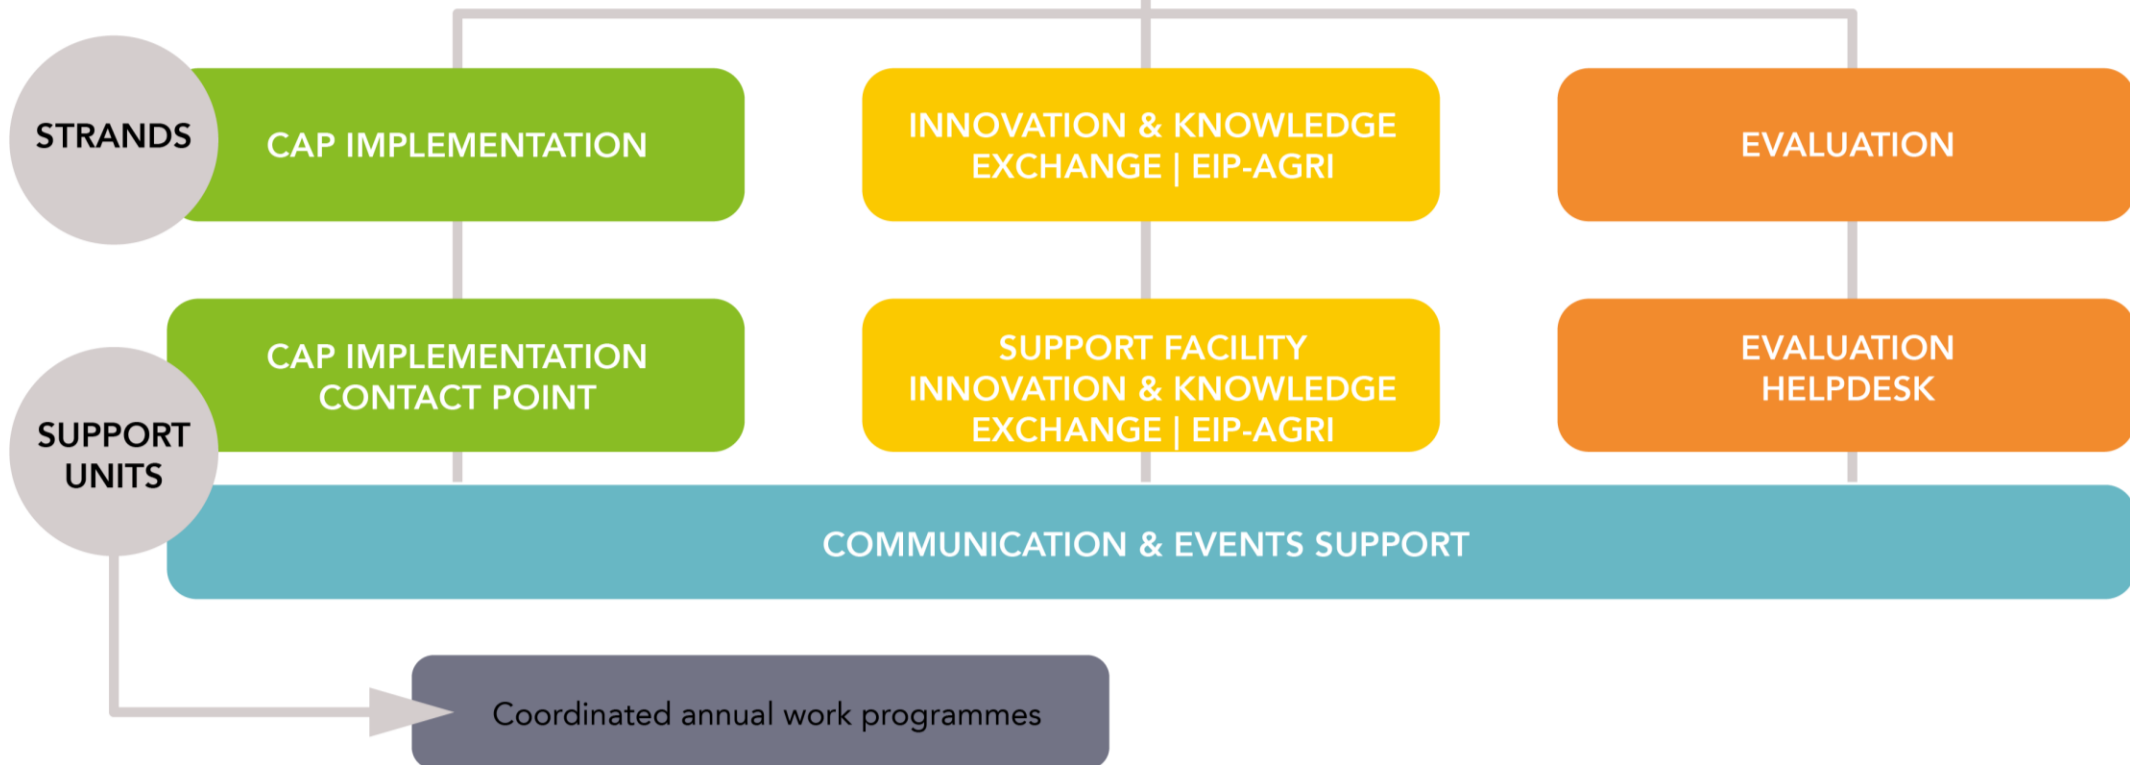 STRANDS
CAP IMPLEMENTATION
INNOVATION & KNOWLEDGE
EXCHANGE | EIP-AGRI
EVALUATION
SUPPORT
UNITS
CAP IMPLEMENTATION
CONTACT POINT
SUPPORT FACILITY
INNOVATION & KNOWLEDGE
EXCHANGE | EIP-AGRI
EVALUATION
HELPDESK
COMMUNICATION & EVENTS SUPPORT
Coordinated annual work programmes